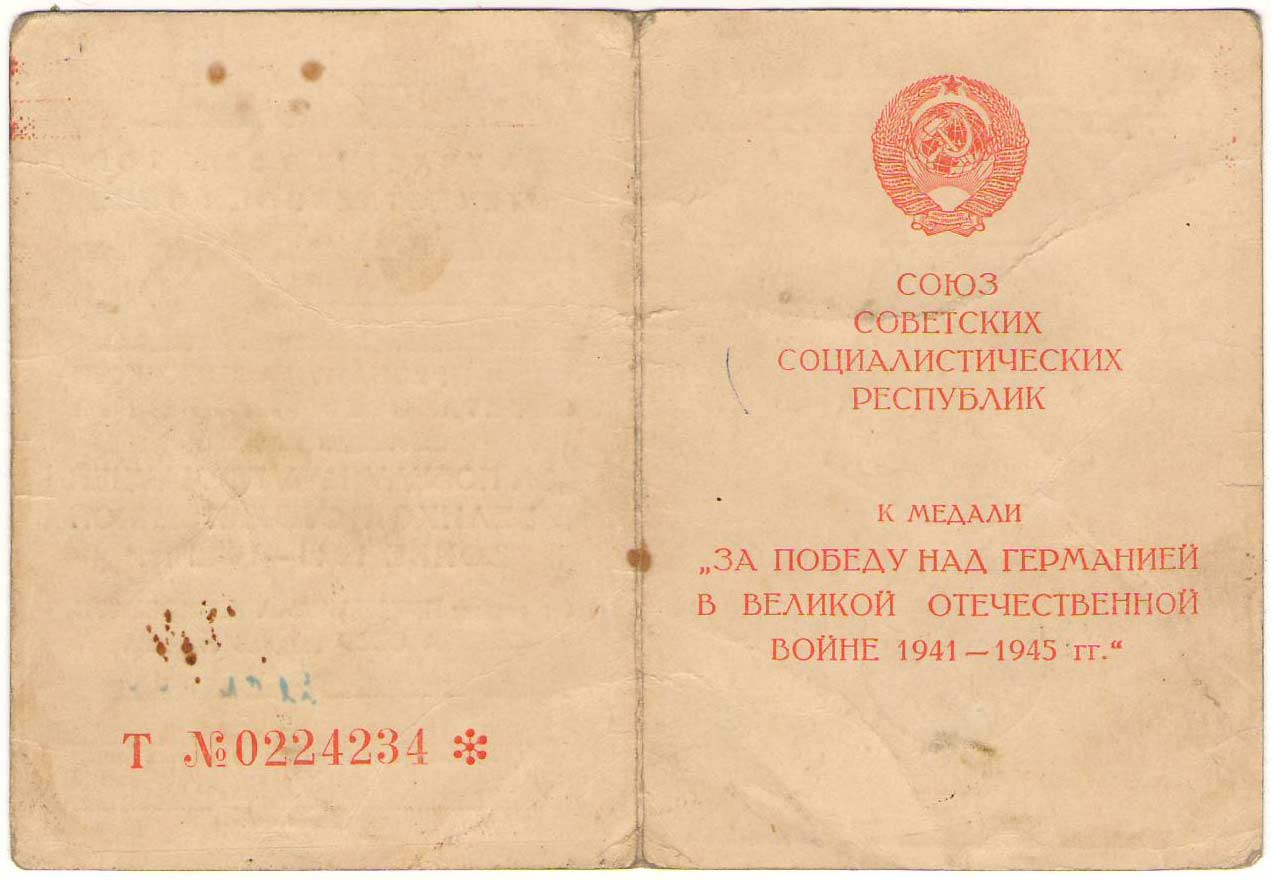 Т №0224234
СОЮЗ
СОВЕТСКИХ
СОЦИАЛИСТИЧЕСКИХ
РЕСПУБЛИК
К МЕДАЛИ
„ЗА ПОБЕДУ НАД ГЕРМАНИЕЙ
В ВЕЛИКОЙ ОТЕЧЕСТВЕННОЙ
ВОЙНЕ 1941—1945 гг.“